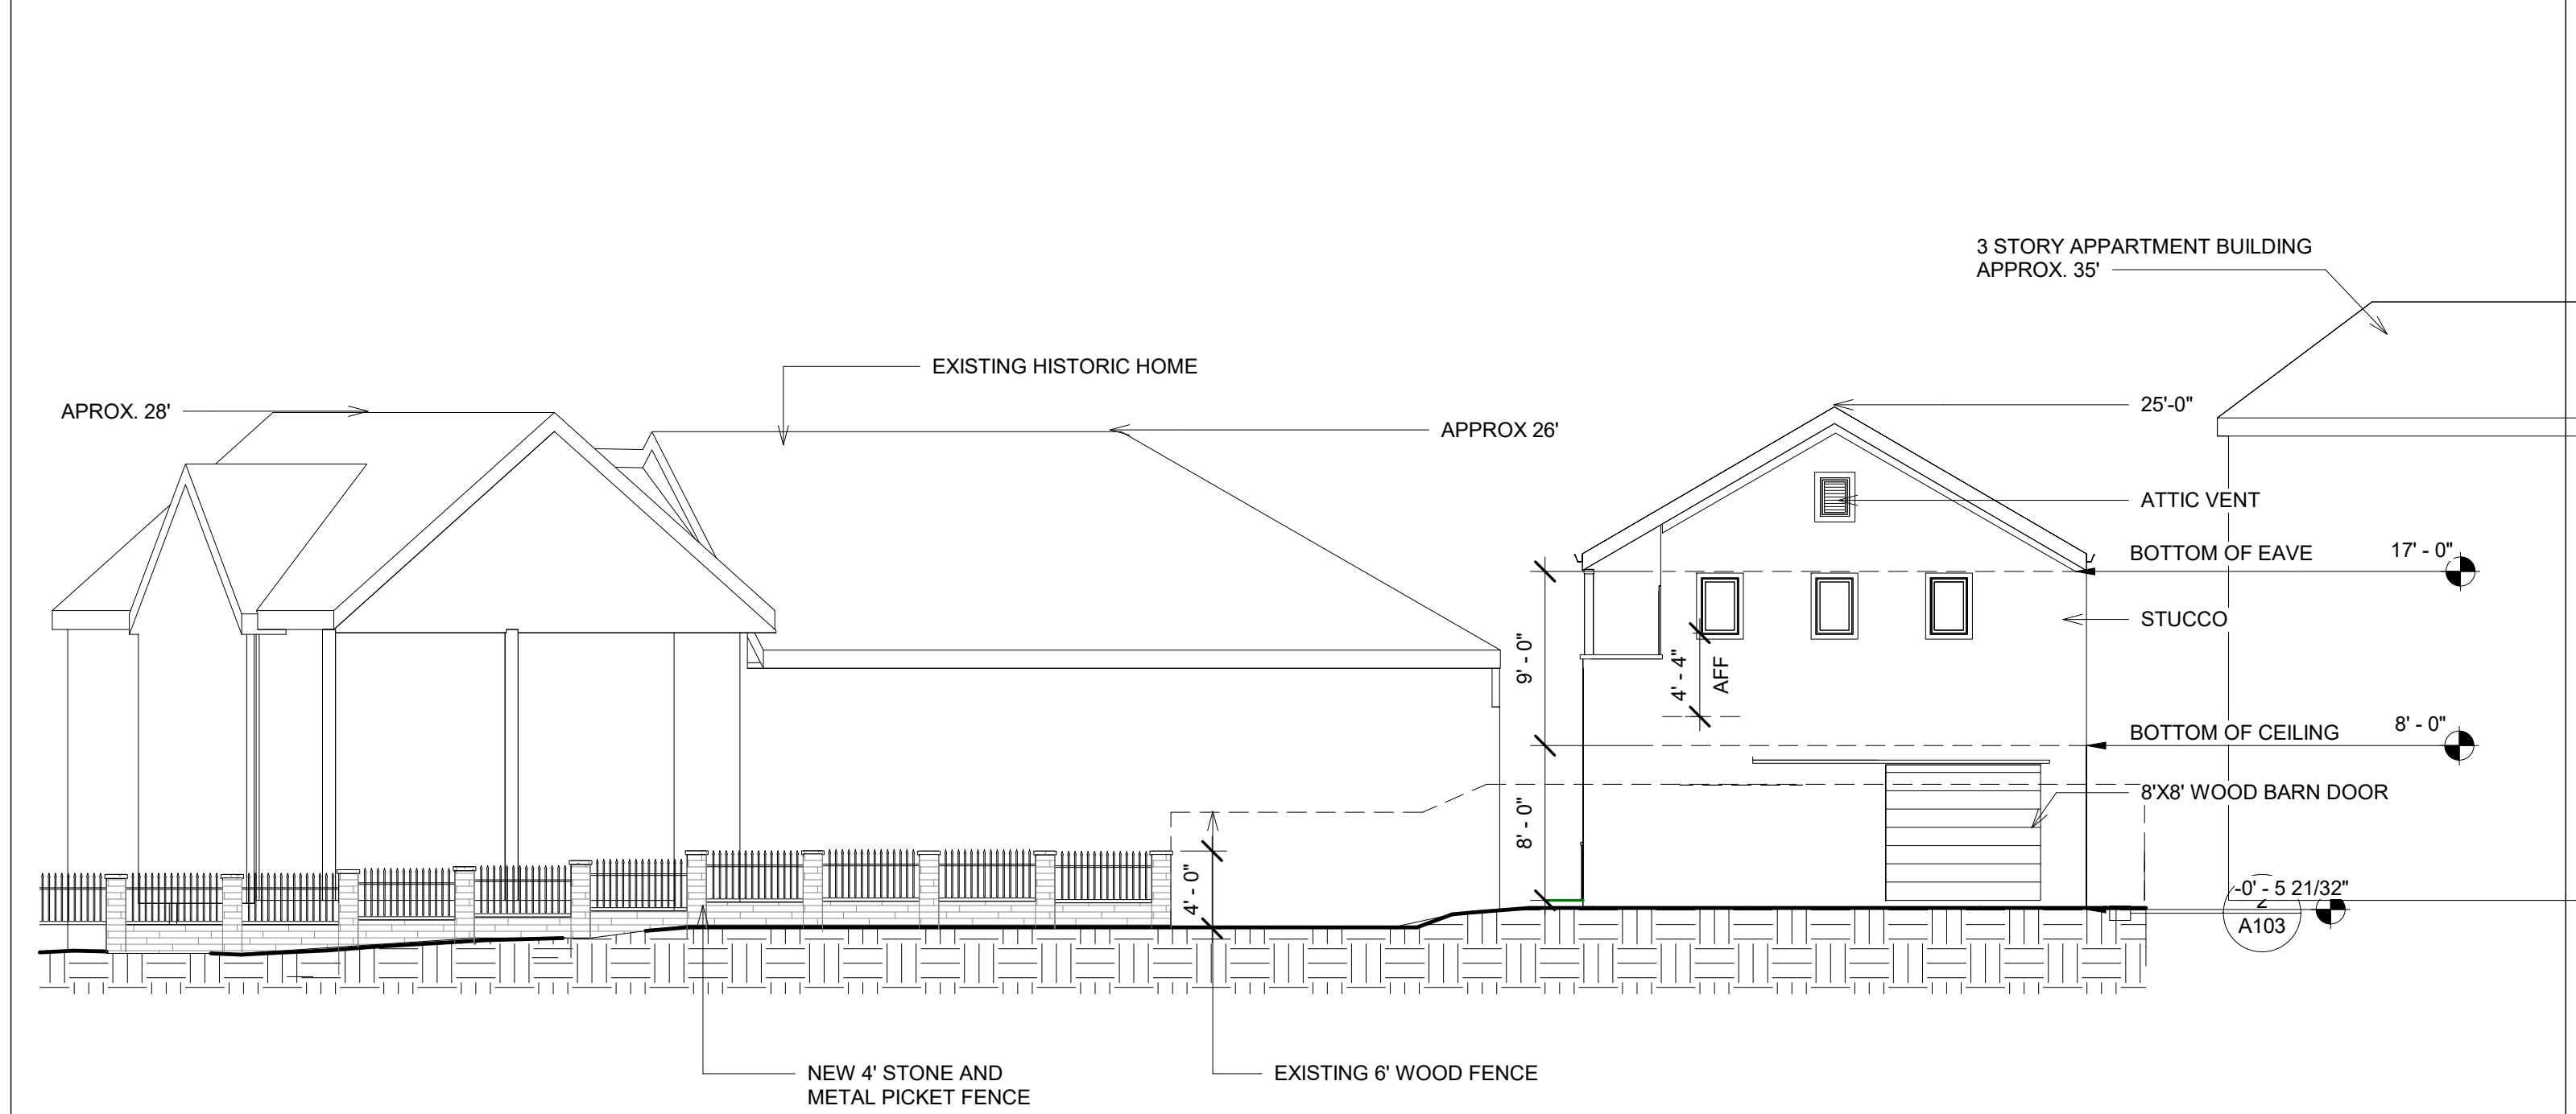 3 STORY APPARTMENT BUILDING
APPROX. 35'
EXISTING HISTORIC HOME
APROX. 28'
25'-0"
APPROX 26'
ATTIC VENT
BOTTOM OF EAVE
17' - 0"
STUCCO
9' - 0"
4' - 4"
AFF
BOTTOM OF CEILING
8' - 0"
8'X8' WOOD BARN DOOR
8' - 0"
4' - 0"
-0' - 5 21/32"
2
A103
NEW 4' STONE AND
METAL PICKET FENCE
EXISTING 6' WOOD FENCE